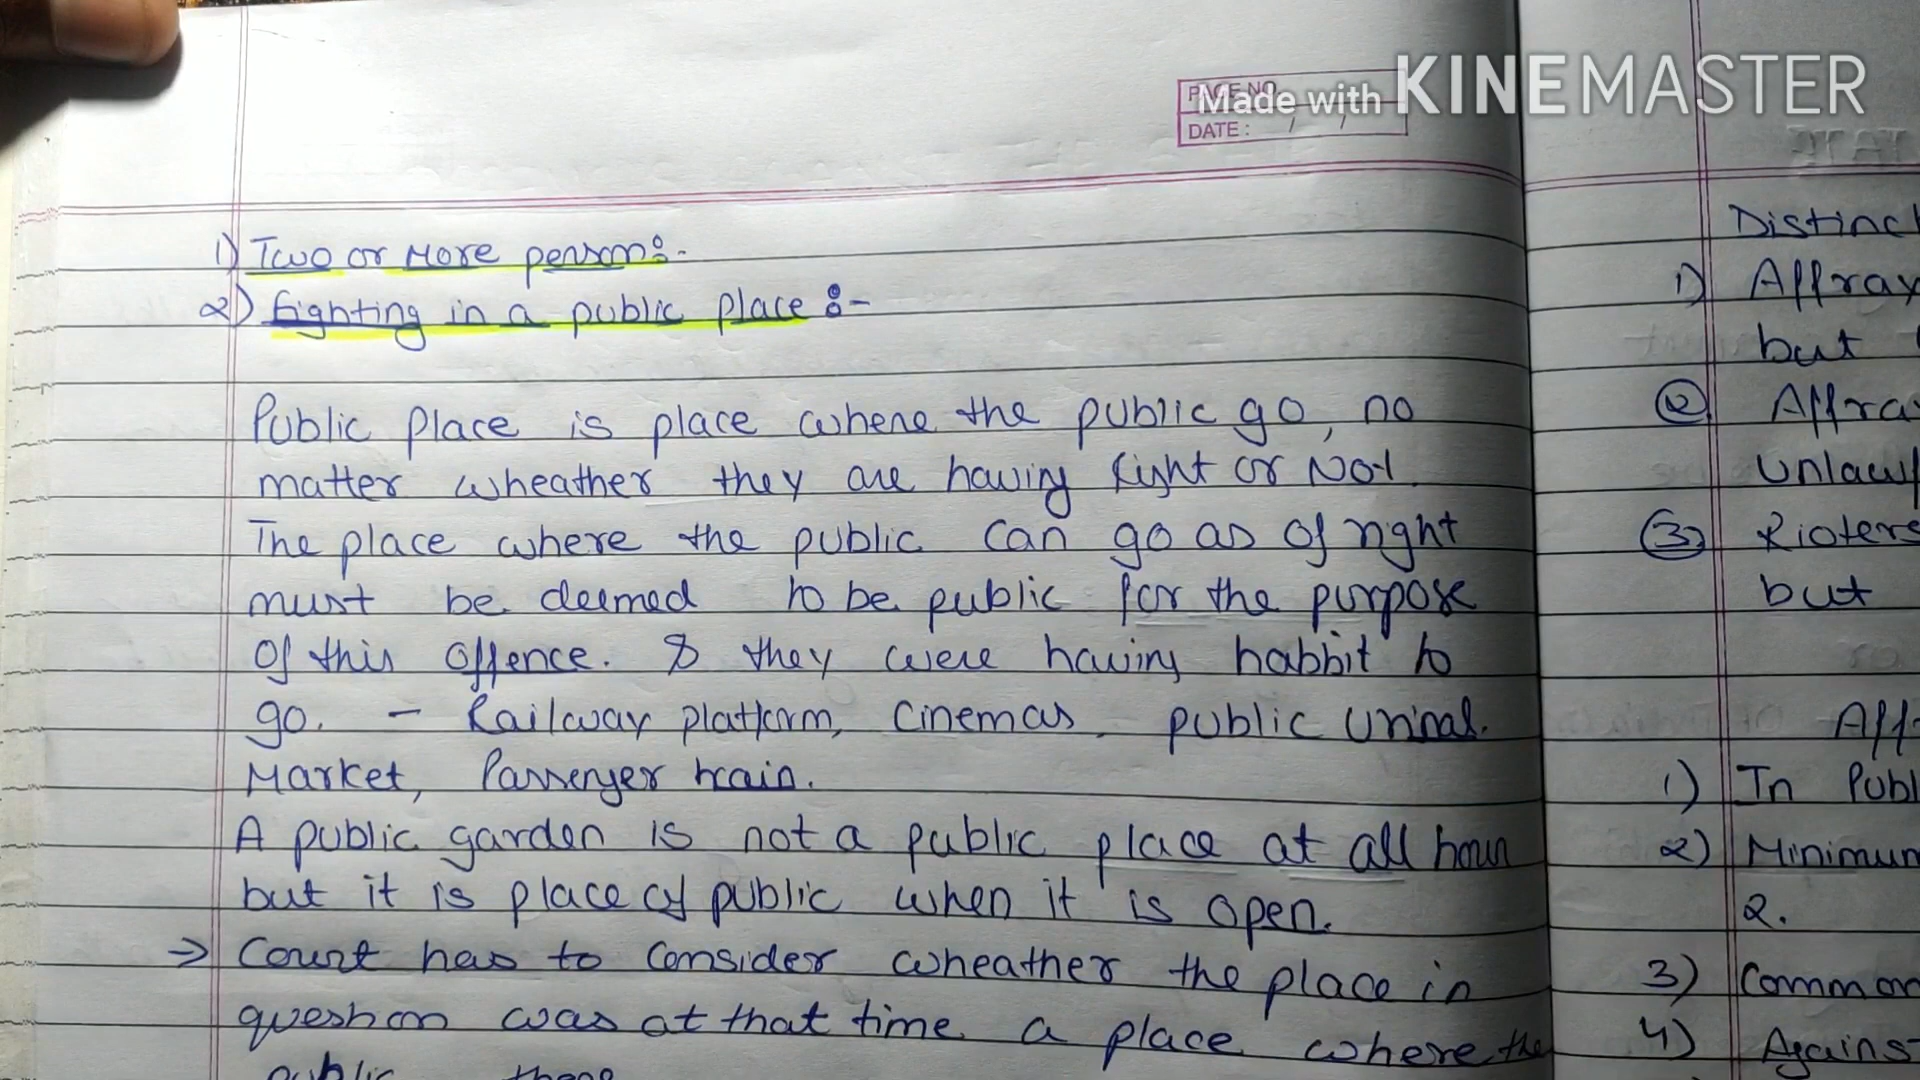 Made with KINEMASTER
PAGE NO.
DATE: / /
1) Two or More person:-
2) fighting in a public place :-
Public Place is place where the public go, no
matter wheather they are having Right or Not.
The place where the public can go as of right
must be deemed to be public for the purpose
Of this offence. & they were having habbit to
go. - Railway platform, Cinemas, public Urinal.
Market, Passenger train.
A public garden is not a public place at all hour
but it is place of public when it is open.
→ Court has to Consider wheather the place in
question was at that time a place where the
public
Distinc
1) Affray
but
2 Affra
Unlawf
3 Rioters
but
Aff
1) In Publ
2) Minimum
2.
3) Common
4) Agains